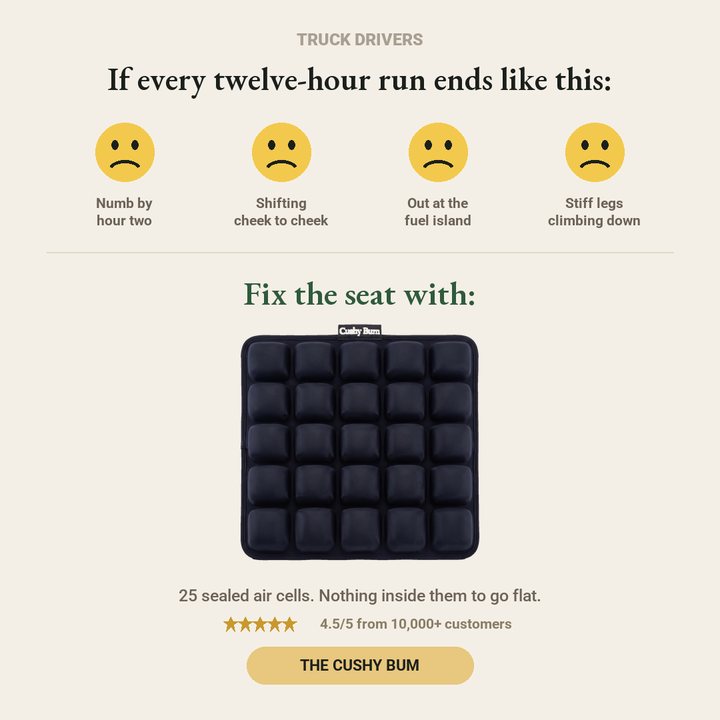 TRUCK DRIVERS
If every twelve-hour run ends like this:
Numb by
hour two
Shifting
cheek to cheek
Out at the
fuel island
Stiff legs
climbing down
Fix the seat with:
Cushy Bum
25 sealed air cells. Nothing inside them to go flat.
4.5/5 from 10,000+ customers
THE CUSHY BUM